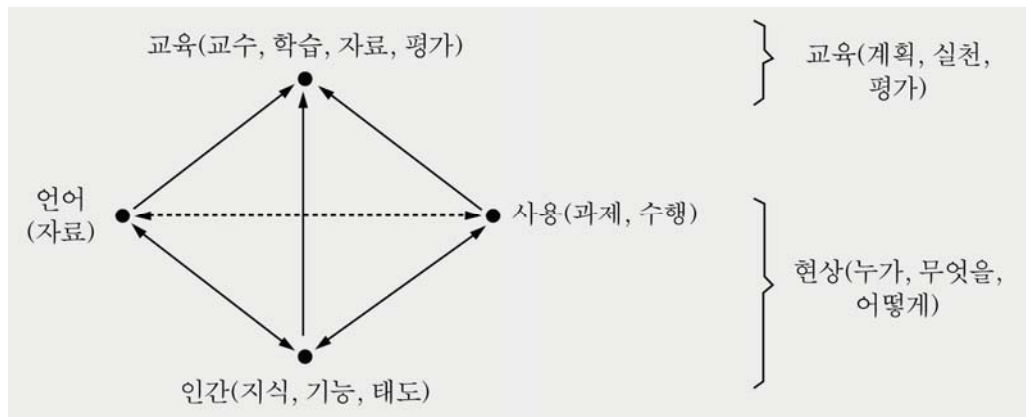 교육(교수, 학습, 자료, 평가)
교육(계획, 실천,
평가)
언어
(자료)
사용(과제, 수행)
현상(누가, 무엇을,
어떻게)
인간(지식, 기능, 태도)